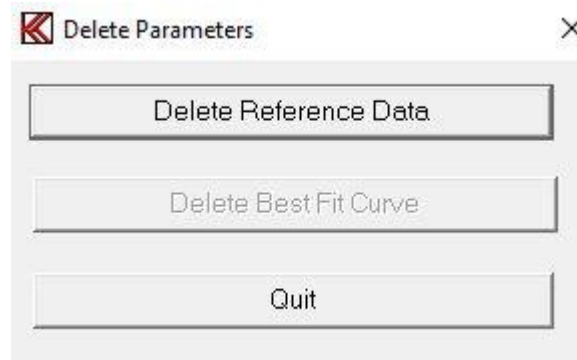 Delete Parameters
Delete Reference Data
Delete Best Fit Curve
Quit